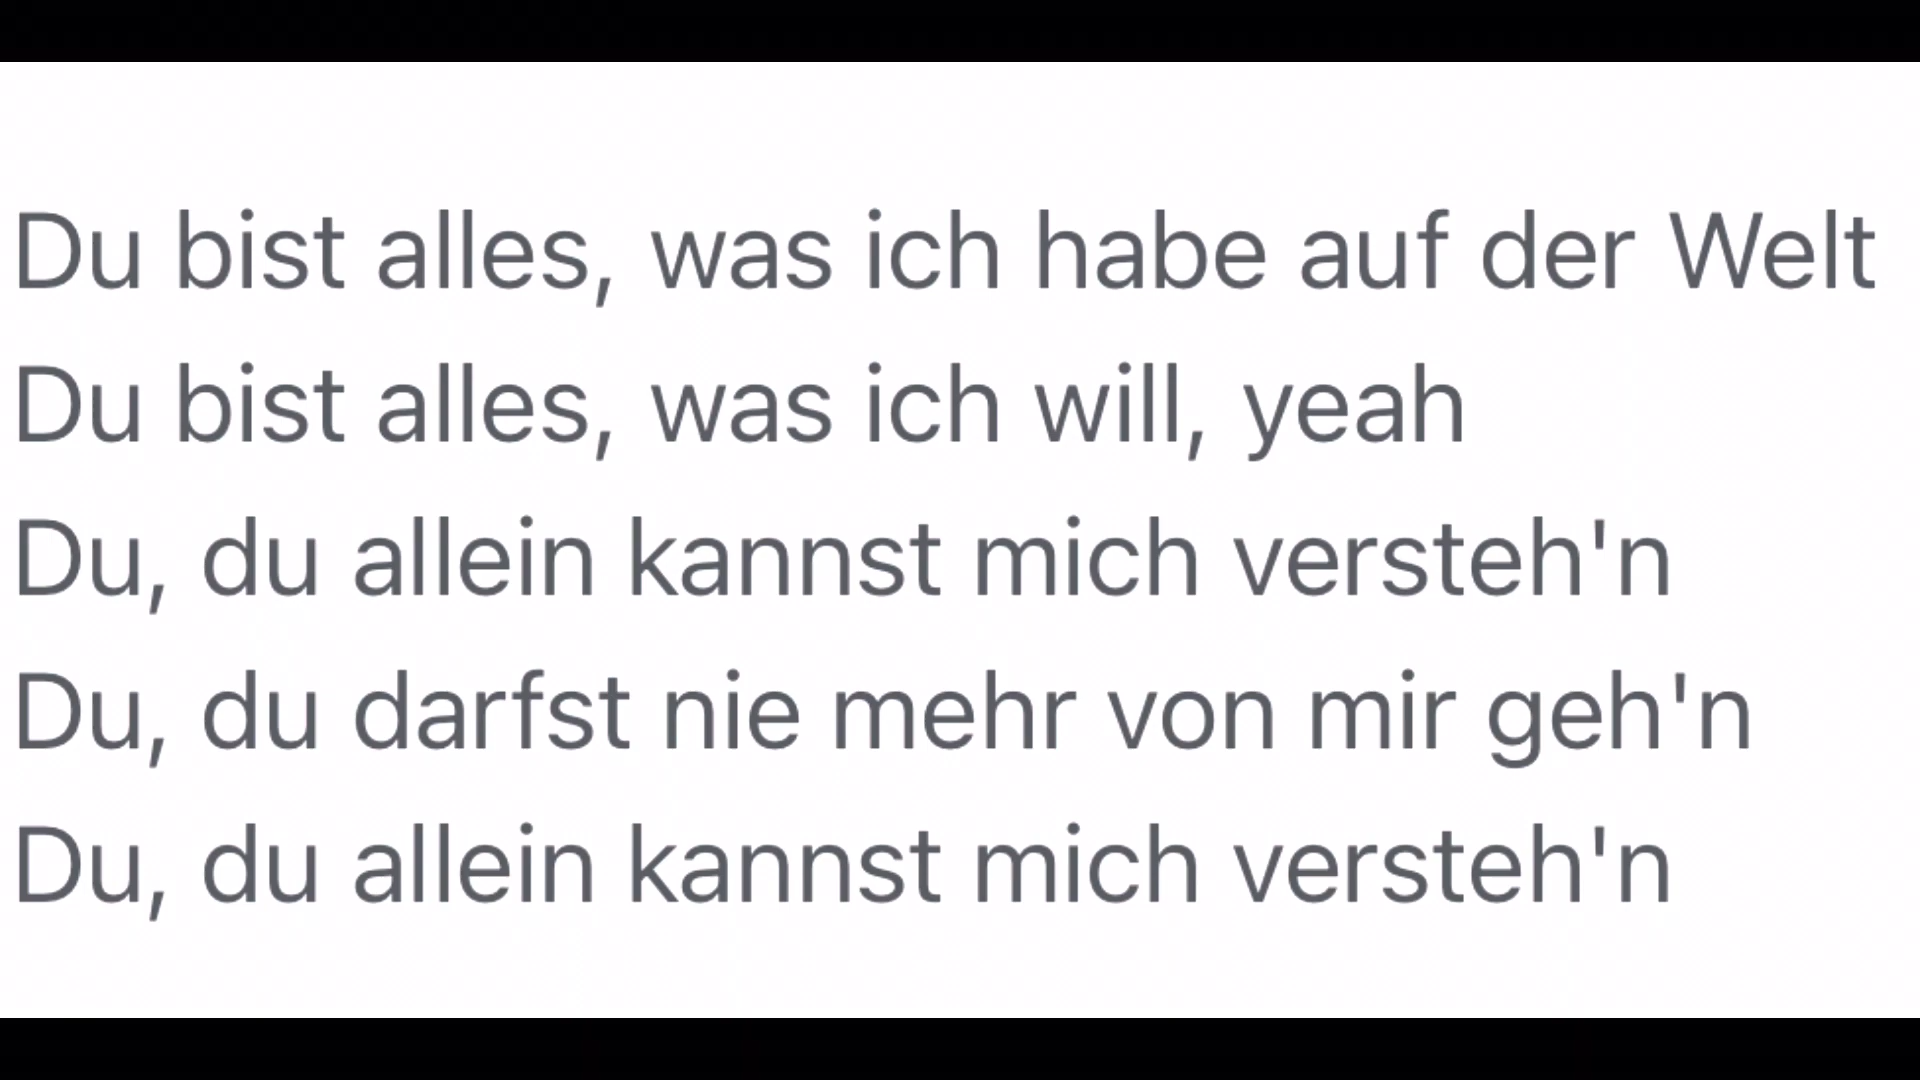 Du bist alles, was ich habe auf der Welt
Du bist alles, was ich will, yeah
Du, du allein kannst mich versteh'n
Du, du darfst nie mehr von mir geh'n
Du, du allein kannst mich versteh'n